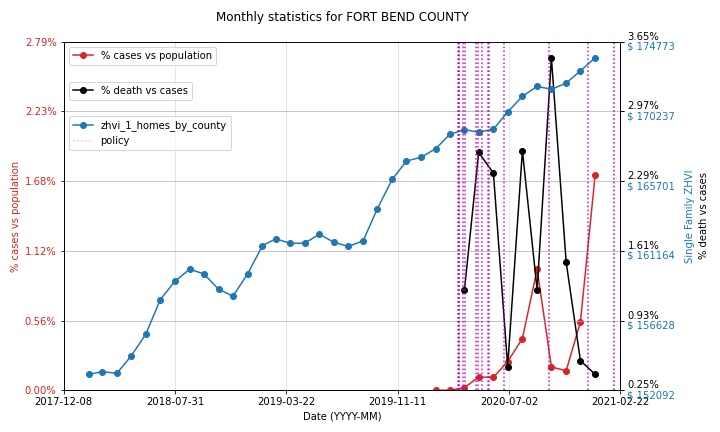 Monthly statistics for FORT BEND COUNTY
2.79%
2.23%
1.68%
1.12%
0.56%
0.00%
% cases vs population
% cases vs population
% death vs cases
zhvi_1_homes_by_county
policy
3.65%
$ 174773
2.97%
$ 170237
2.29%
$ 165701
1.61%
$ 161164
0.93%
$ 156628
0.25%
$ 152092
Single Family ZHVI
% death vs cases
2017-12-08
2018-07-31
2019-03-22
2019-11-11
2020-07-02
2021-02-22
Date (YYYY-MM)